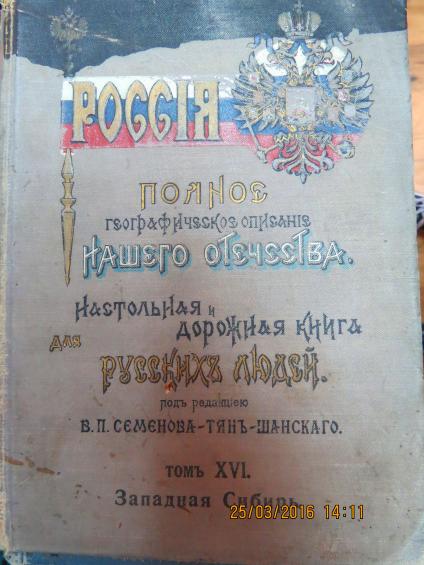 РОССІЯ
ПОЛНОЕ
ГЕОГРАФИЧЕСКОЕ ОПИСАНІЕ
НАШЕГО ОТЕЧЕСТВА.
НАСТОЛЬНАЯ И
ДОРОЖНАЯ КНИГА
ДЛЯ
РУССКИХЪ ЛЮДЕЙ.
ПОДЪ РЕДАКЦІЕЮ
В. П. СЕМЕНОВА-ТЯНЪ-ШАНСКАГО.
ТОМЪ XVI.
Западная Сибирь
25/03/2016 14:11